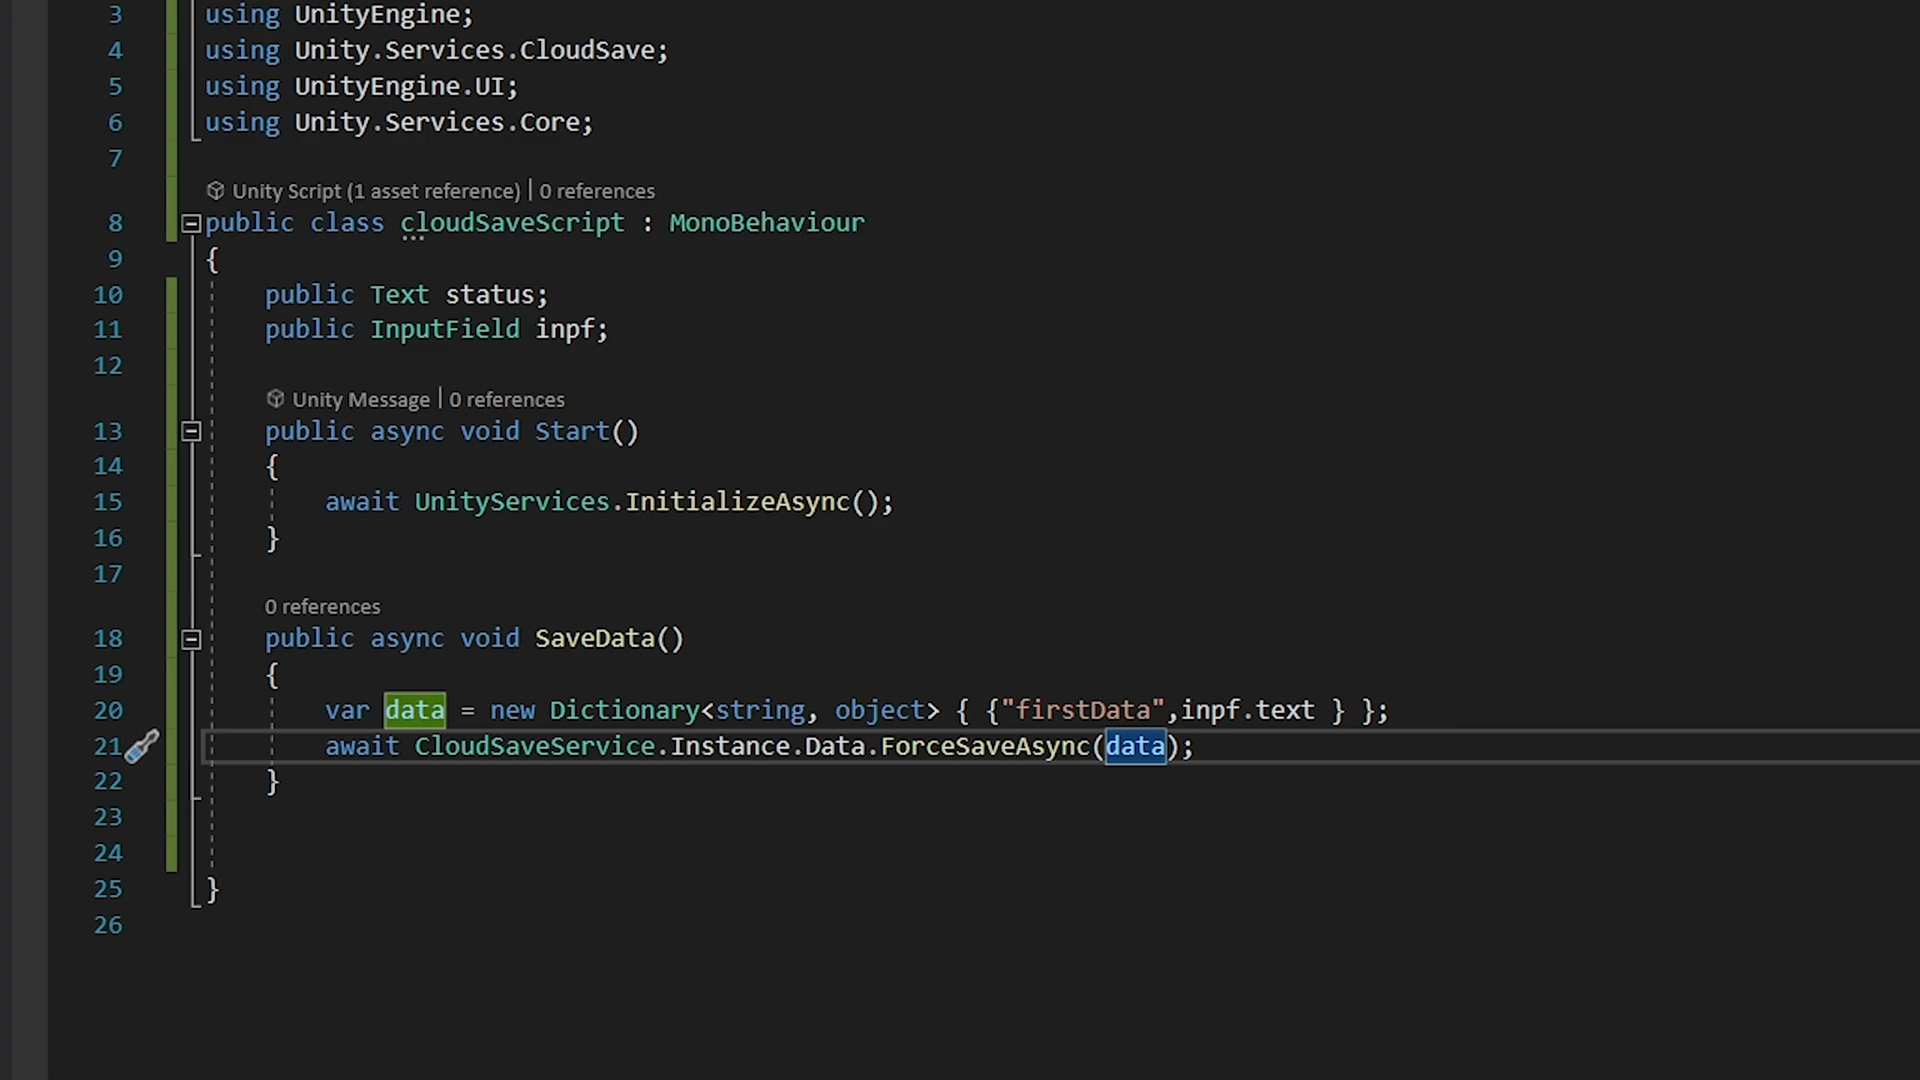 3 using UnityEngine;
4 using Unity.Services.CloudSave;
5 using UnityEngine.UI;
6 using Unity.Services.Core;
7
Unity Script (1 asset reference) | 0 references
8 public class cloudSaveScript : MonoBehaviour
9 {
10 public Text status;
11 public InputField inpf;
12
Unity Message | 0 references
13 public async void Start()
14 {
15 await UnityServices.InitializeAsync();
16 }
17
0 references
18 public async void SaveData()
19 {
20 var data = new Dictionary<string, object> { {"firstData",inpf.text } };
21 await CloudSaveService.Instance.Data.ForceSaveAsync(data);
22 }
23
24
25 }
26